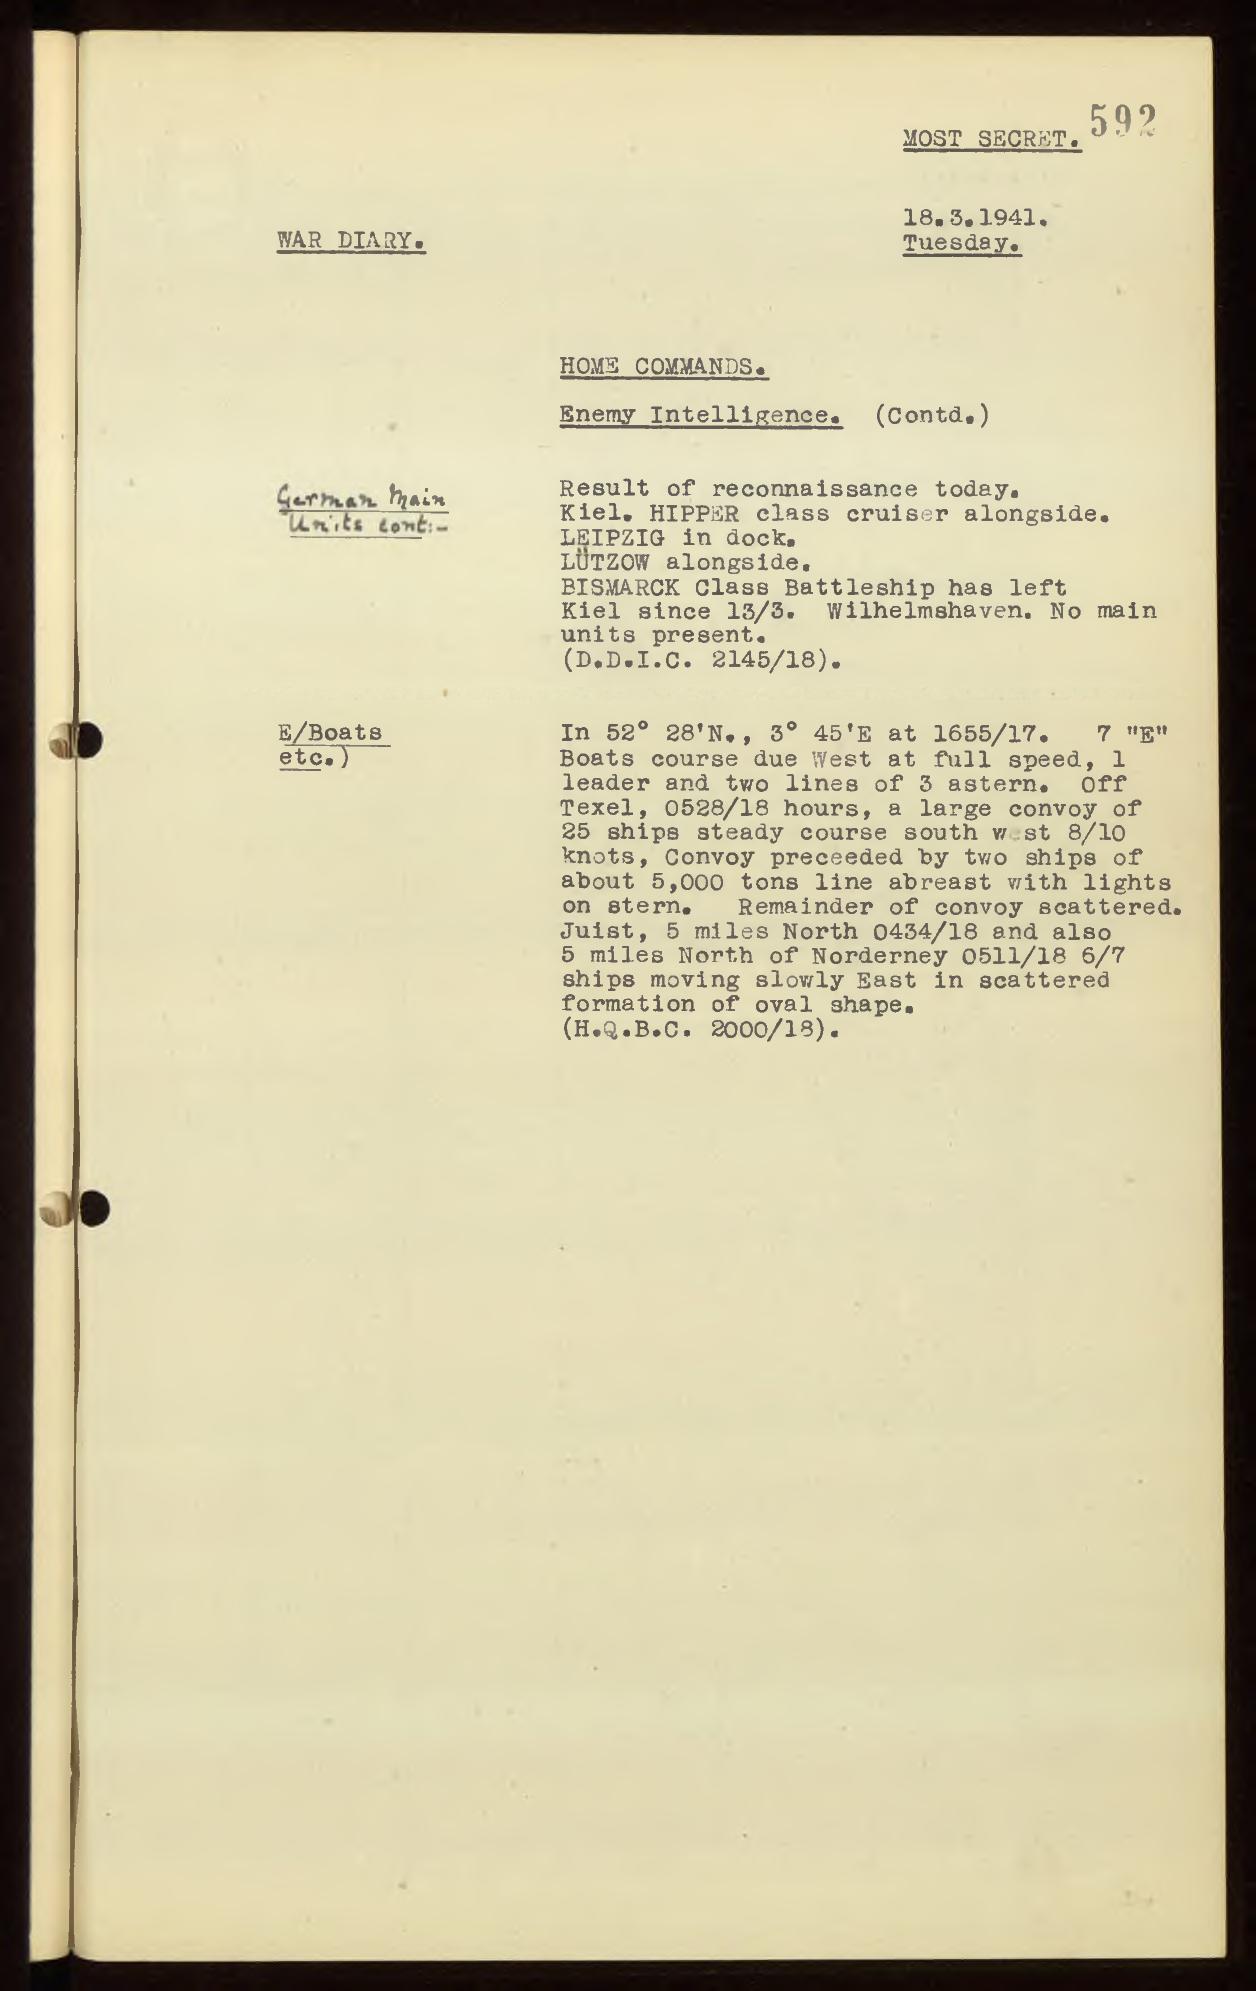 592
MOST SECRET.
18.3.1941.
WAR DIARY.
Tuesday.
HOME COMMANDS.
Enemy Intelligence. (Contd.)
German Main
Units cont:-
Result of reconnaissance today.
Kiel. HIPPER class cruiser alongside.
LEIPZIG in dock.
LÜTZOW alongside.
BISMARCK Class Battleship has left
Kiel since 13/3. Wilhelmshaven. No main
units present.
(D.D.I.C. 2145/18).
E/Boats
etc.)
In 52° 28'N., 3° 45'E at 1655/17. 7 "E"
Boats course due West at full speed, 1
leader and two lines of 3 astern. Off
Texel, 0528/18 hours, a large convoy of
25 ships steady course south west 8/10
knots, Convoy preceeded by two ships of
about 5,000 tons line abreast with lights
on stern. Remainder of convoy scattered.
Juist, 5 miles North 0434/18 and also
5 miles North of Norderney 0511/18 6/7
ships moving slowly East in scattered
formation of oval shape.
(H.Q.B.C. 2000/18).